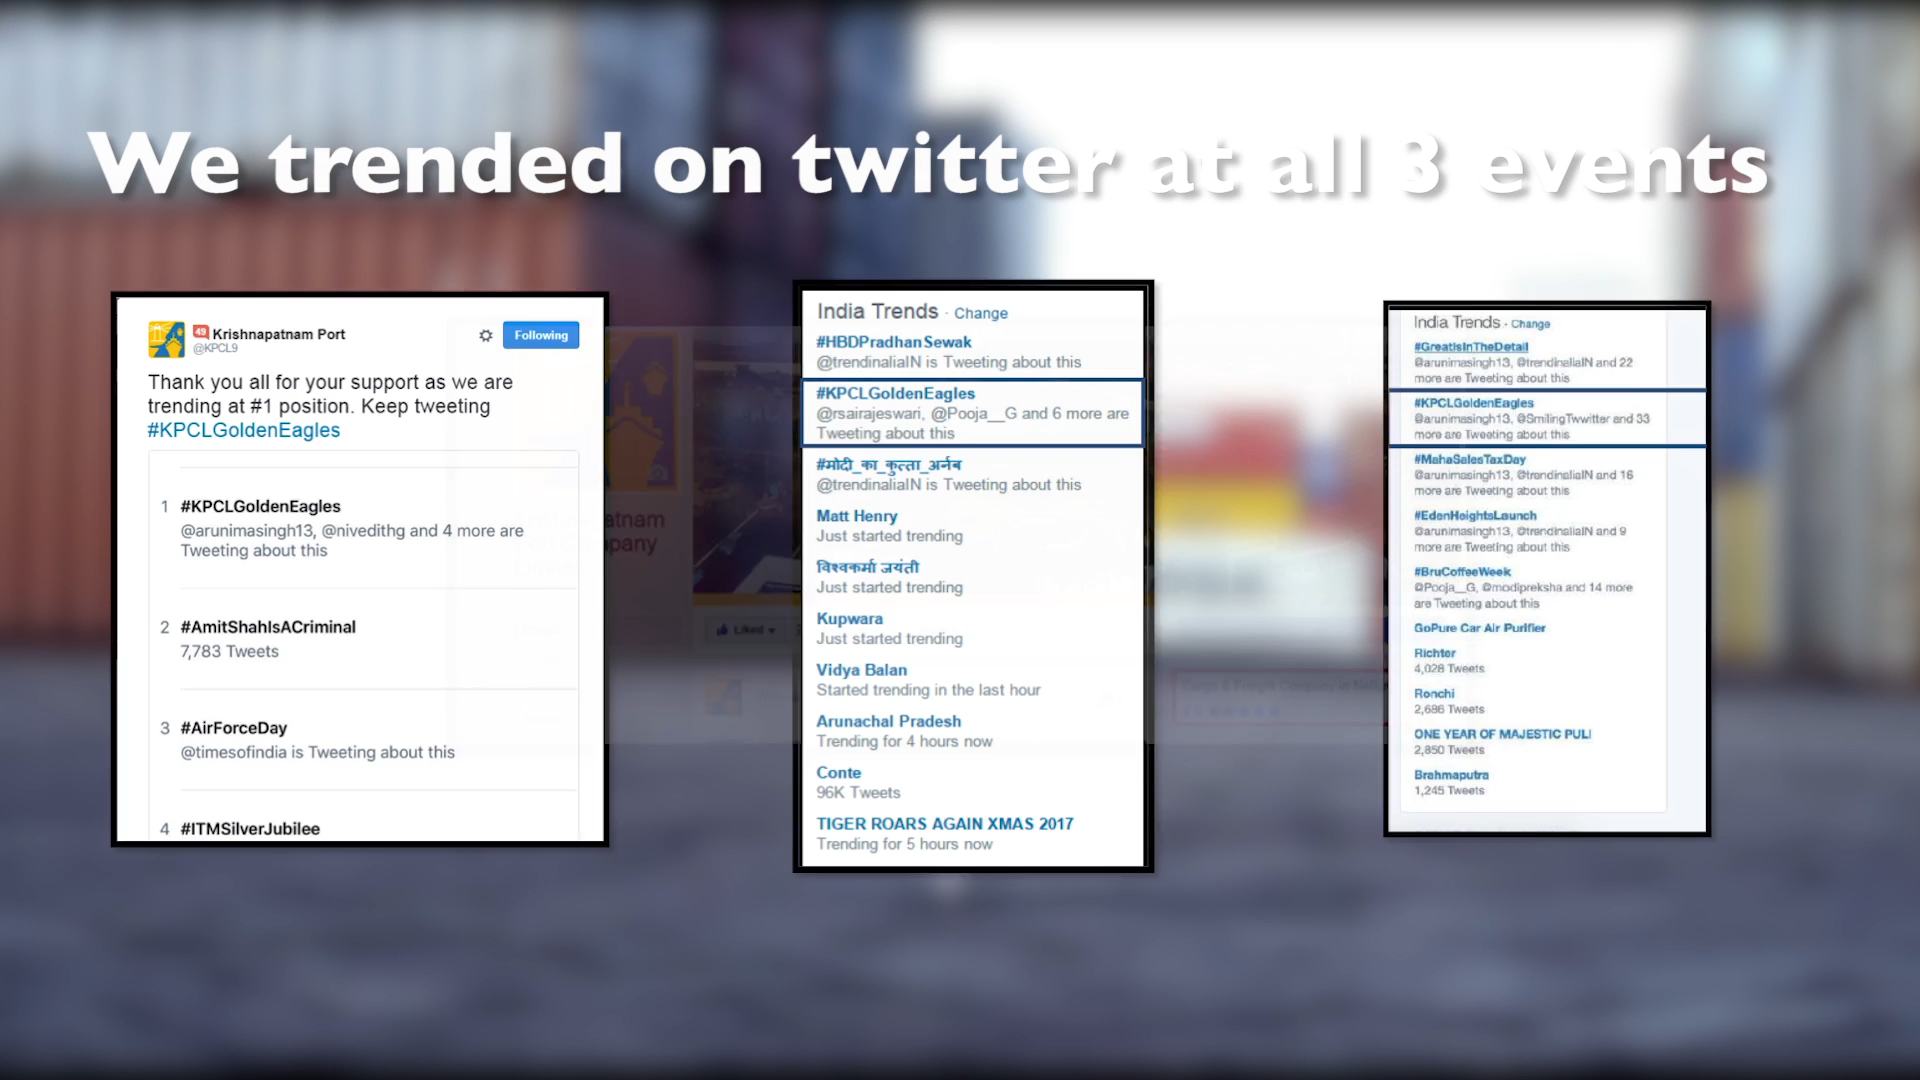 We trended on twitter at all 3 events
49 Krishnapatnam Port
@KPCL9
Following
Thank you all for your support as we are
trending at #1 position. Keep tweeting
#KPCLGoldenEagles
1 #KPCLGoldenEagles
@arunimasingh13, @nivedithg and 4 more are
Tweeting about this
2 #AmitShahIsACriminal
7,783 Tweets
3 #AirForceDay
@timesofindia is Tweeting about this
4 #ITMSilverJubilee
India Trends · Change
#HBDPradhanSewak
@trendinaliaIN is Tweeting about this
#KPCLGoldenEagles
@rsairajeswari, @Pooja__G and 6 more are
Tweeting about this
#मोदी_का_कुत्ता_अर्नब
@trendinaliaIN is Tweeting about this
Matt Henry
Just started trending
विश्वकर्मा जयंती
Just started trending
Kupwara
Just started trending
Vidya Balan
Started trending in the last hour
Arunachal Pradesh
Trending for 4 hours now
Conte
96K Tweets
TIGER ROARS AGAIN XMAS 2017
Trending for 5 hours now
India Trends · Change
#GreatIsInTheDetail
@arunimasingh13, @trendinaliaIN and 22
more are Tweeting about this
#KPCLGoldenEagles
@arunimasingh13, @SmilingTwwitter and 33
more are Tweeting about this
#MahaSalesTaxDay
@arunimasingh13, @trendinaliaIN and 16
more are Tweeting about this
#EdenHeightsLaunch
@arunimasingh13, @trendinaliaIN and 9
more are Tweeting about this
#BruCoffeeWeek
@Pooja__G, @modipreksha and 14 more
are Tweeting about this
GoPure Car Air Purifier
Richter
4,028 Tweets
Ronchi
2,686 Tweets
ONE YEAR OF MAJESTIC PULI
2,850 Tweets
Brahmaputra
1,245 Tweets
atnam
pany
Liked